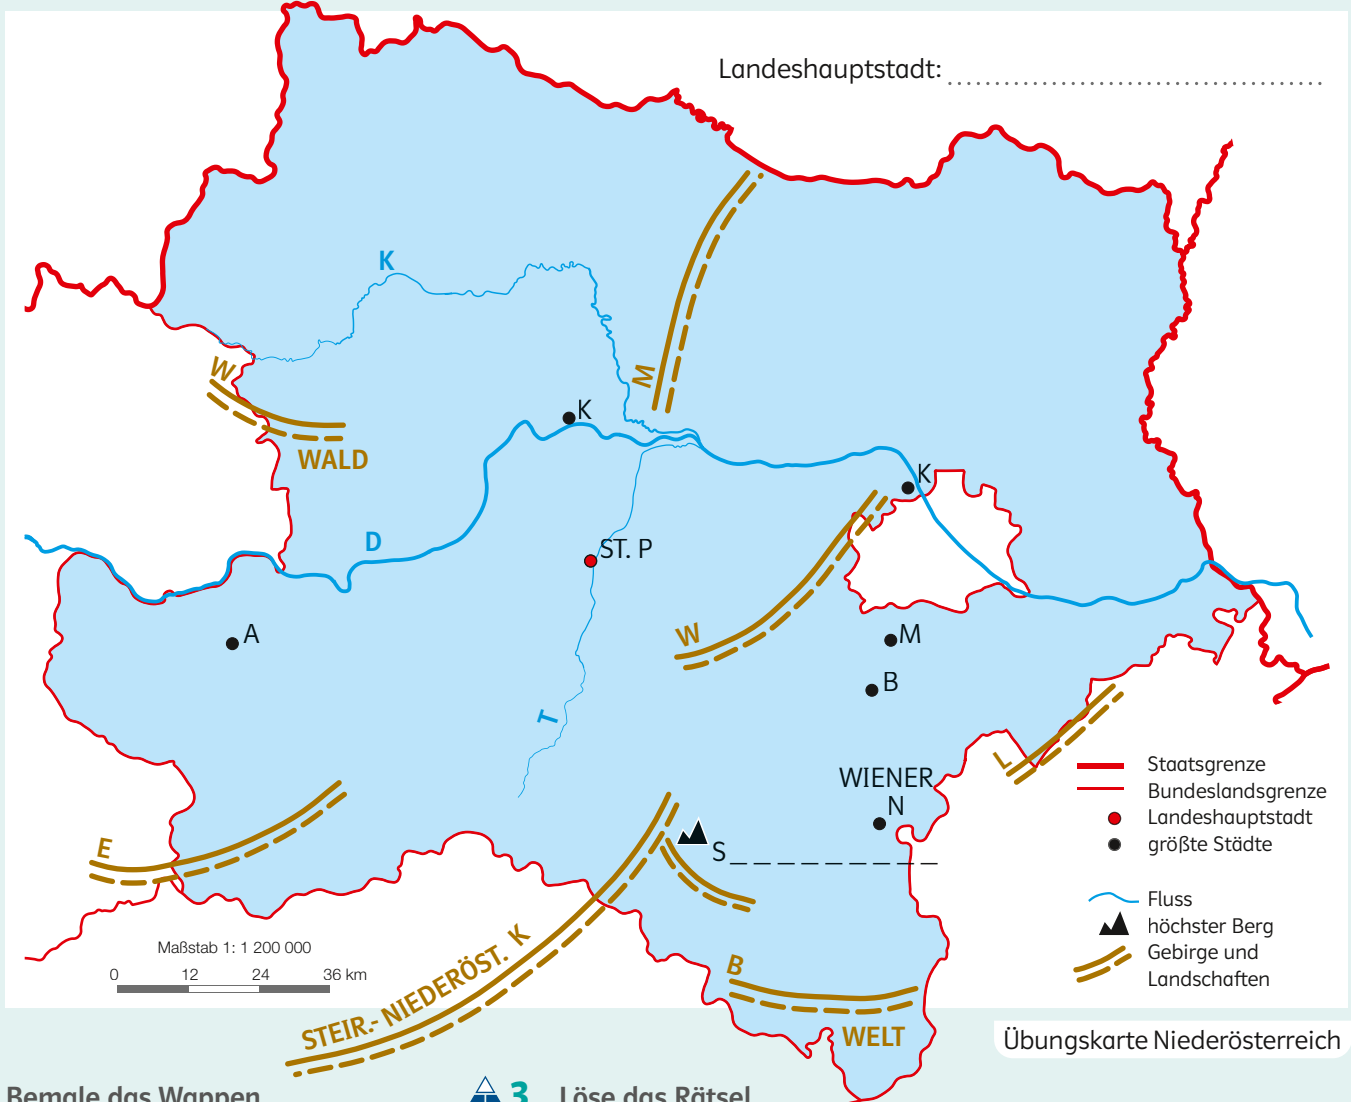 Landeshauptstadt: ........................................................
K
W
WALD
M
K
K
D
ST. P
A
W
M
B
T
L
WIENER
N
E
S_ _ _ _ _ _ _ _ _ _ _ _
STEIR.- NIEDERÖST. K
B
WELT
Staatsgrenze
Bundeslandsgrenze
Landeshauptstadt
größte Städte
Fluss
höchster Berg
Gebirge und
Landschaften
Maßstab 1: 1 200 000
0 12 24 36 km
Übungskarte Niederösterreich
Bemale das Wappen
3 Löse das Rätsel